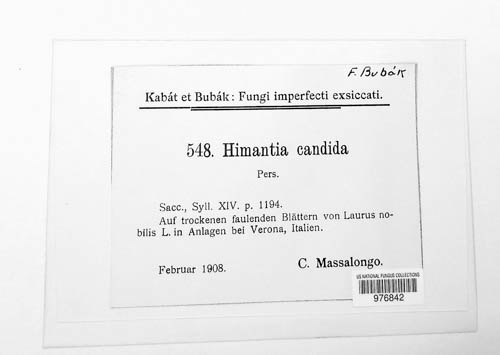 F. Bubák
Kabát et Bubák: Fungi imperfecti exsiccati.
548. Himantia candida
Pers.
Sacc., Syll. XIV. p. 1194.
Auf trockenen faulenden Blättern von Laurus no-
bilis L. in Anlagen bei Verona, Italien.
Februar 1908.
C. Massalongo.
US NATIONAL FUNGUS COLLECTIONS
976842